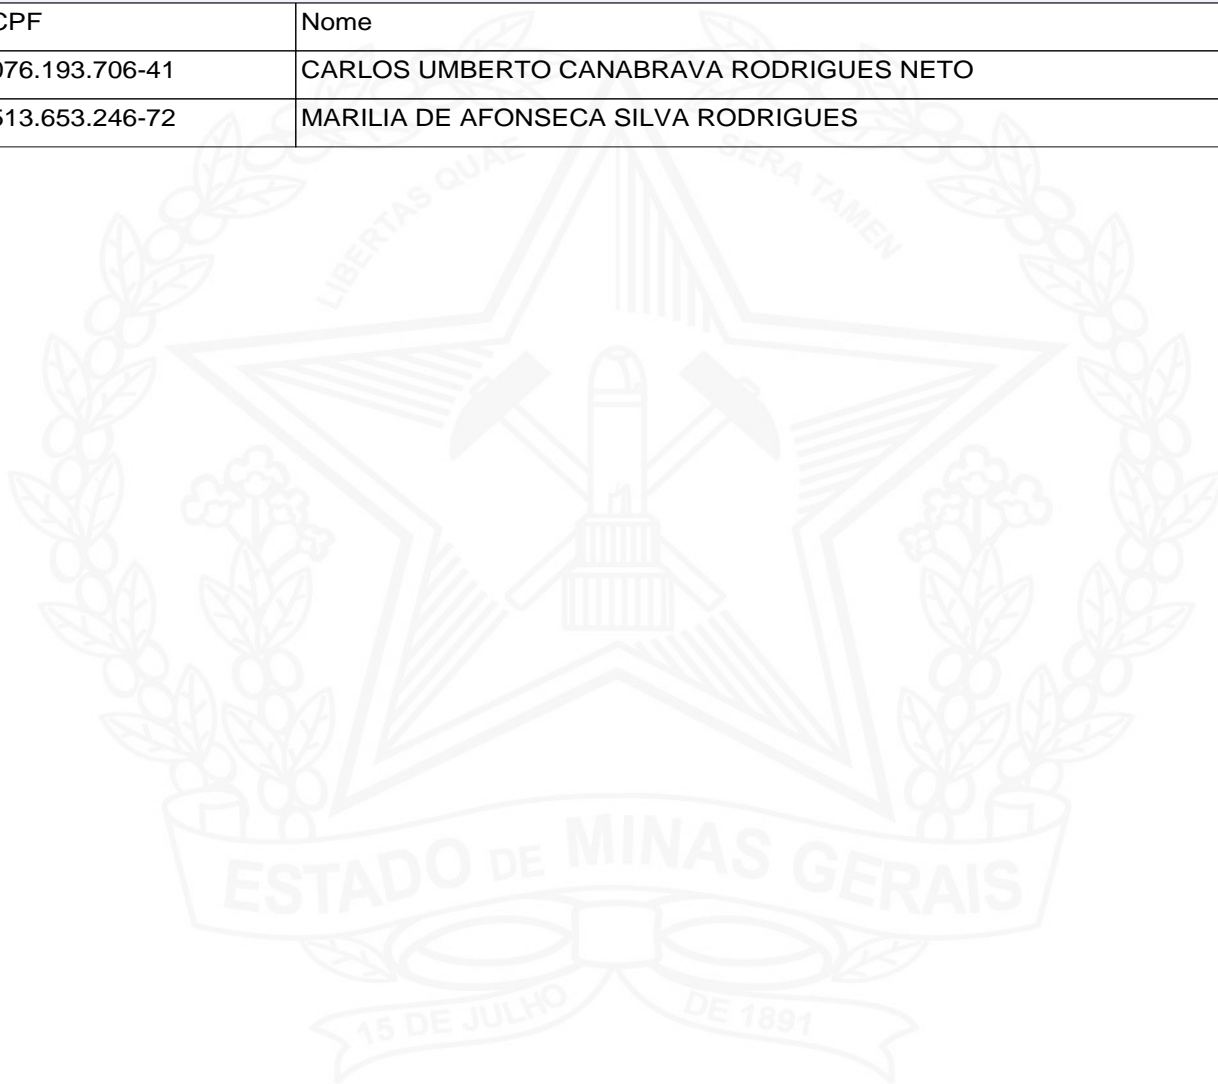 CPF Nome
076.193.706-41 CARLOS UMBERTO CANABRAVA RODRIGUES NETO
513.653.246-72 MARILIA DE AFONSECA SILVA RODRIGUES
LIBERTAS QUAE SERA TAMEN
ESTADO DE MINAS GERAIS
15 DE JULHO DE 1891